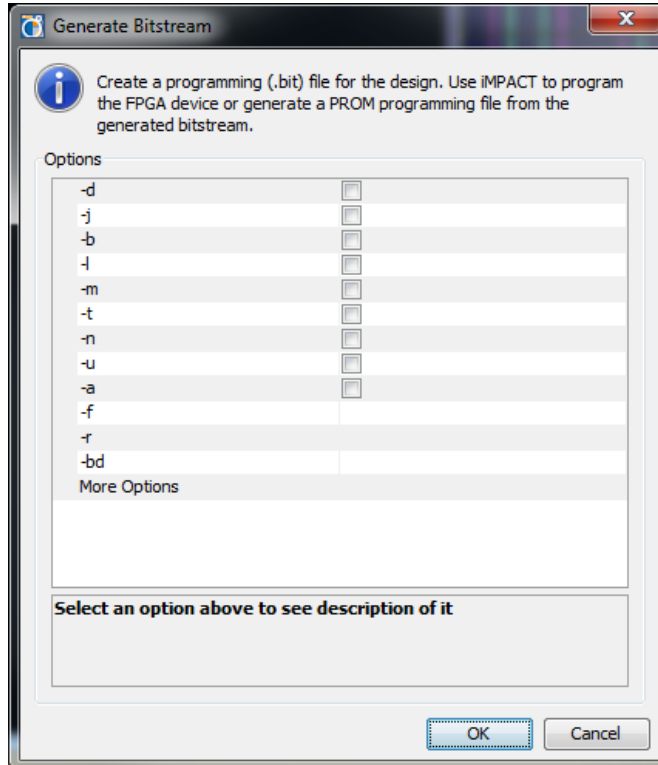 Generate Bitstream
Create a programming (.bit) file for the design. Use iMPACT to program
the FPGA device or generate a PROM programming file from the
generated bitstream.
Options
-d
-j
-b
-l
-m
-t
-n
-u
-a
-f
-r
-bd
More Options
Select an option above to see description of it
OK
Cancel